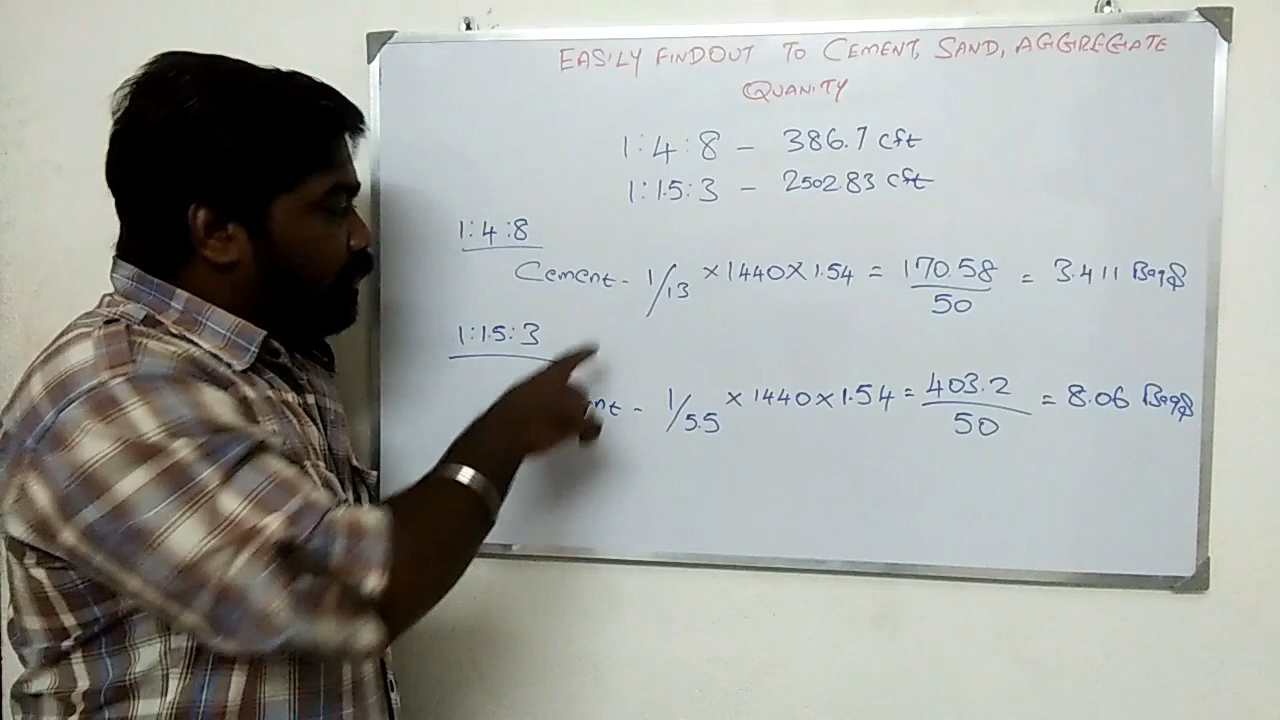 EASILY FINDOUT TO CEMENT, SAND, AGGREGATE
QUANITY
1:4:8 - 386.7 cft
1:1.5:3 - 2502.83 cft
1:4:8
Cement - 1/13 × 1440 × 1.54 = 170.58/50 = 3.411 Bags
1:1.5:3
nt - 1/5.5 × 1440 × 1.54 = 403.2/50 = 8.06 Bags